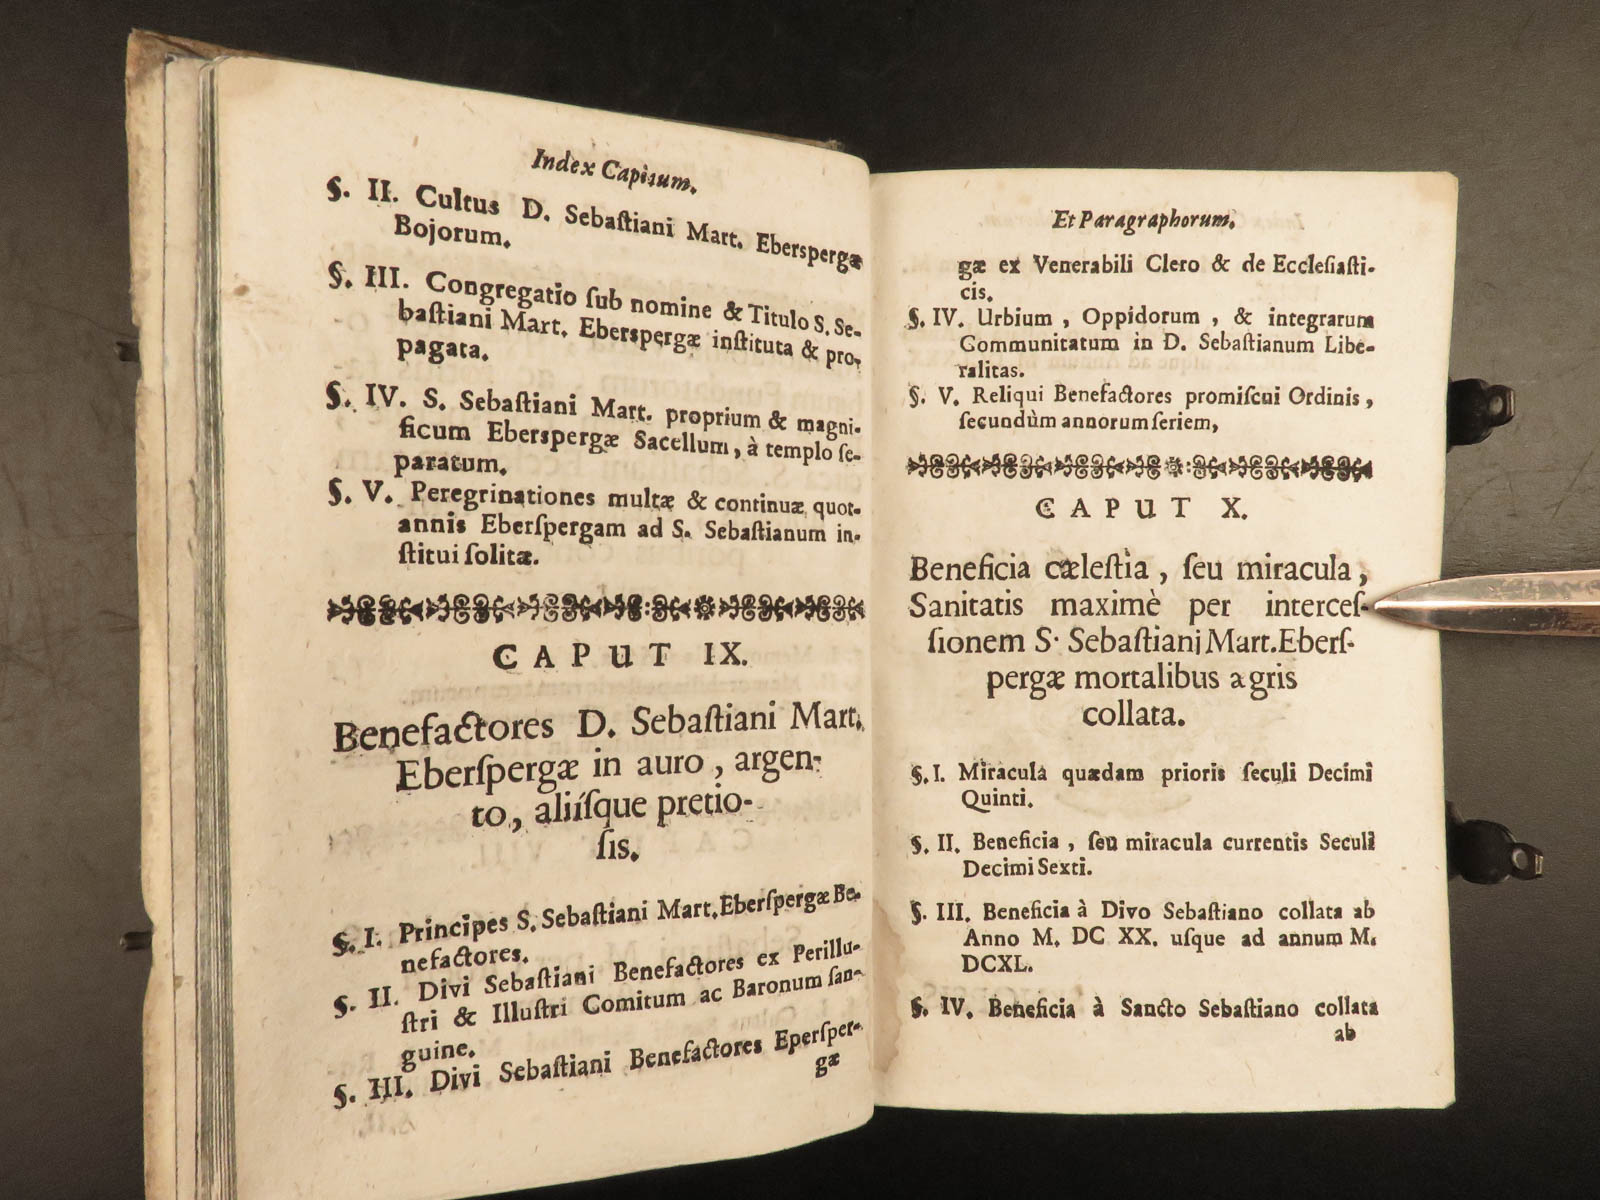 Index Capitum.
§. II. Cultus D. Sebaſtiani Mart. Eberspergæ
Bojorum.
§. III. Congregatio ſub nomine & Titulo S. Se-
baſtiani Mart. Eberspergæ inſtituta & pro-
pagata.
§. IV. S. Sebaſtiani Mart. proprium & magni-
ficum Eberspergæ Sacellum, à templo ſe-
paratum.
§. V. Peregrinationes multæ & continuæ quot-
annis Eberſpergam ad S. Sebaſtianum in-
ſtitui ſolitæ.
CAPUT IX.
Benefactores D. Sebaſtiani Mart.
Eberſpergæ in auro, argen-
to, aliíſque pretio-
ſis.
§. I. Principes S. Sebaſtiani Mart. Eberſpergæ Be-
nefactores.
§. II. Divi Sebaſtiani Benefactores ex Perillu-
ſtri & Illuſtri Comitum ac Baronum ſan-
guine.
§. III. Divi Sebaſtiani Benefactores Eperſper-
gæ
Et Paragraphorum.
gæ ex Venerabili Clero & de Eccleſiaſti-
cis.
§. IV. Urbium, Oppidorum, & integrarum
Communitatum in D. Sebaſtianum Libe-
ralitas.
§. V. Reliqui Benefactores promiſcui Ordinis,
ſecundùm annorum ſeriem,
CAPUT X.
Beneficia cæleſtia, ſeu miracula,
Sanitatis maximè per interceſ-
ſionem S. Sebaſtiani Mart. Eberſ-
pergæ mortalibus ægris
collata.
§. I. Miracula quædam prioris ſeculi Decimi
Quinti.
§. II. Beneficia, ſeu miracula currentis Seculi
Decimi Sexti.
§. III. Beneficia à Divo Sebaſtiano collata ab
Anno M. DC XX. uſque ad annum M.
DCXL.
§. IV. Beneficia à Sancto Sebaſtiano collata
ab